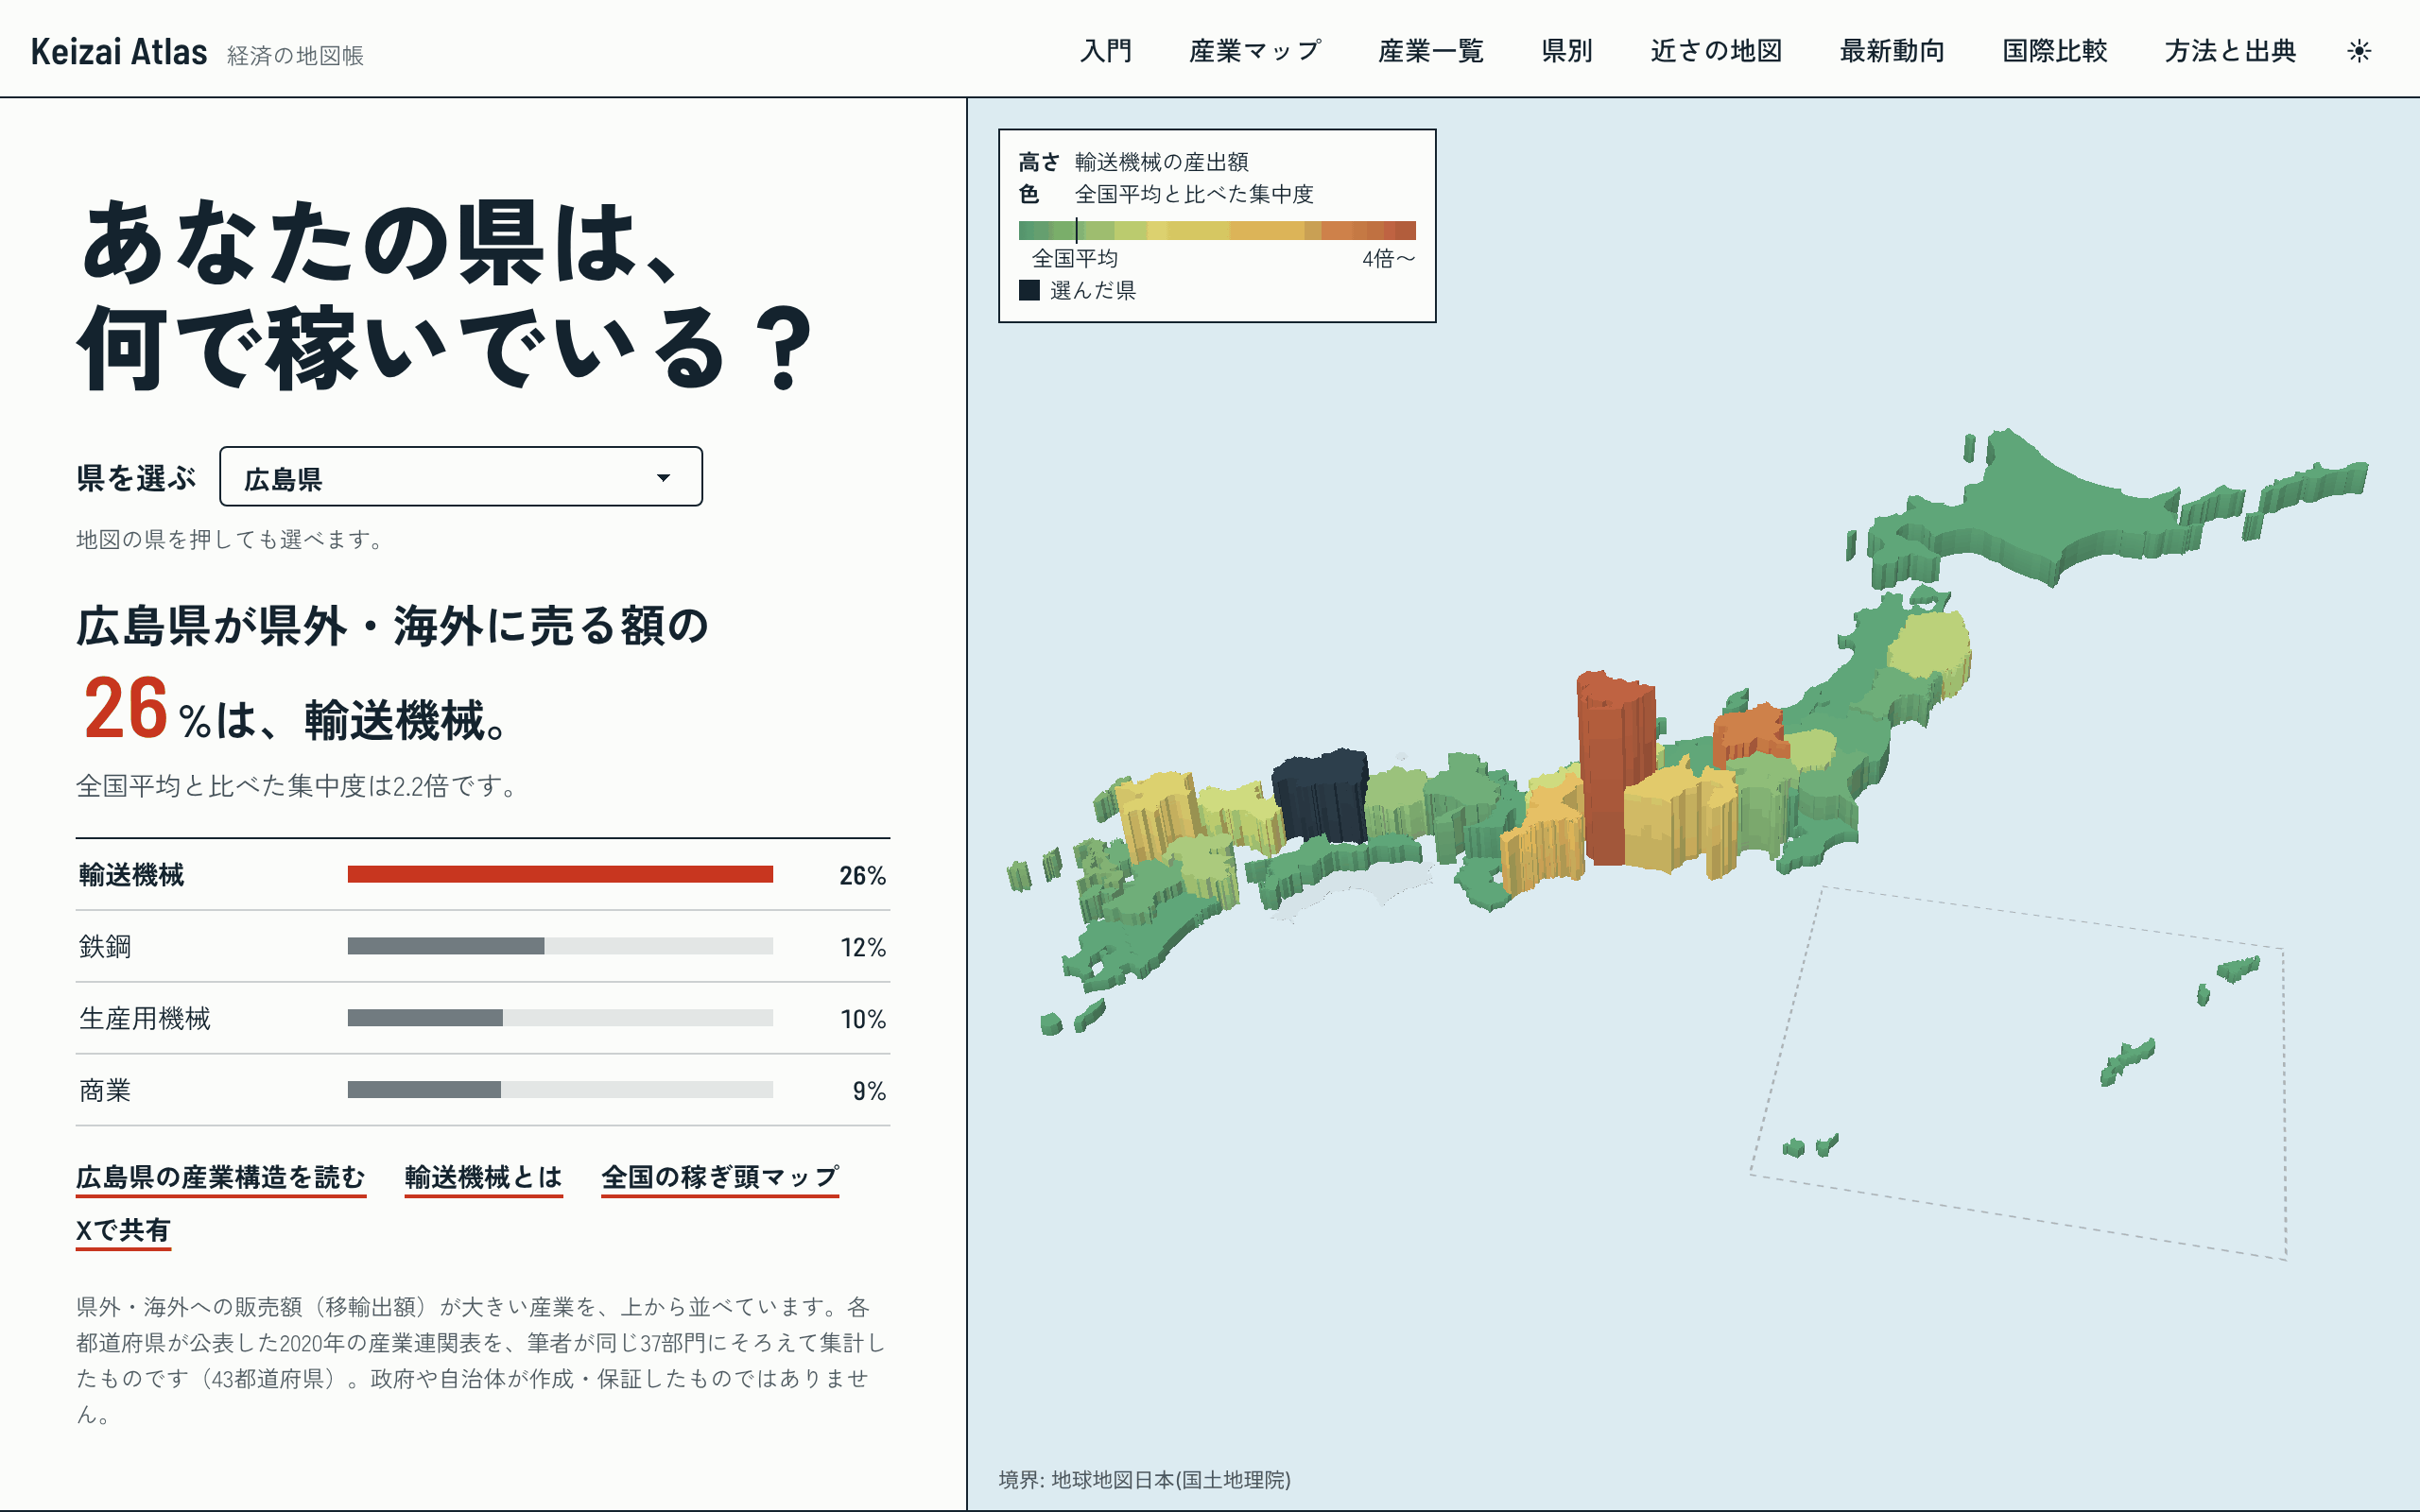 Keizai Atlas 経済の地図帳
入門 産業マップ 産業一覧 県別 近さの地図 最新動向 国際比較 方法と出典
あなたの県は、
何で稼いでいる？
県を選ぶ 広島県
地図の県を押しても選べます。
広島県が県外・海外に売る額の
26%は、輸送機械。
全国平均と比べた集中度は2.2倍です。
輸送機械 26%
鉄鋼 12%
生産用機械 10%
商業 9%
広島県の産業構造を読む 輸送機械とは 全国の稼ぎ頭マップ
Xで共有
県外・海外への販売額（移輸出額）が大きい産業を、上から並べています。各
都道府県が公表した2020年の産業連関表を、筆者が同じ37部門にそろえて集計し
たものです（43都道府県）。政府や自治体が作成・保証したものではありませ
ん。
高さ 輸送機械の産出額
色 全国平均と比べた集中度
全国平均 4倍〜
選んだ県
境界: 地球地図日本(国土地理院)